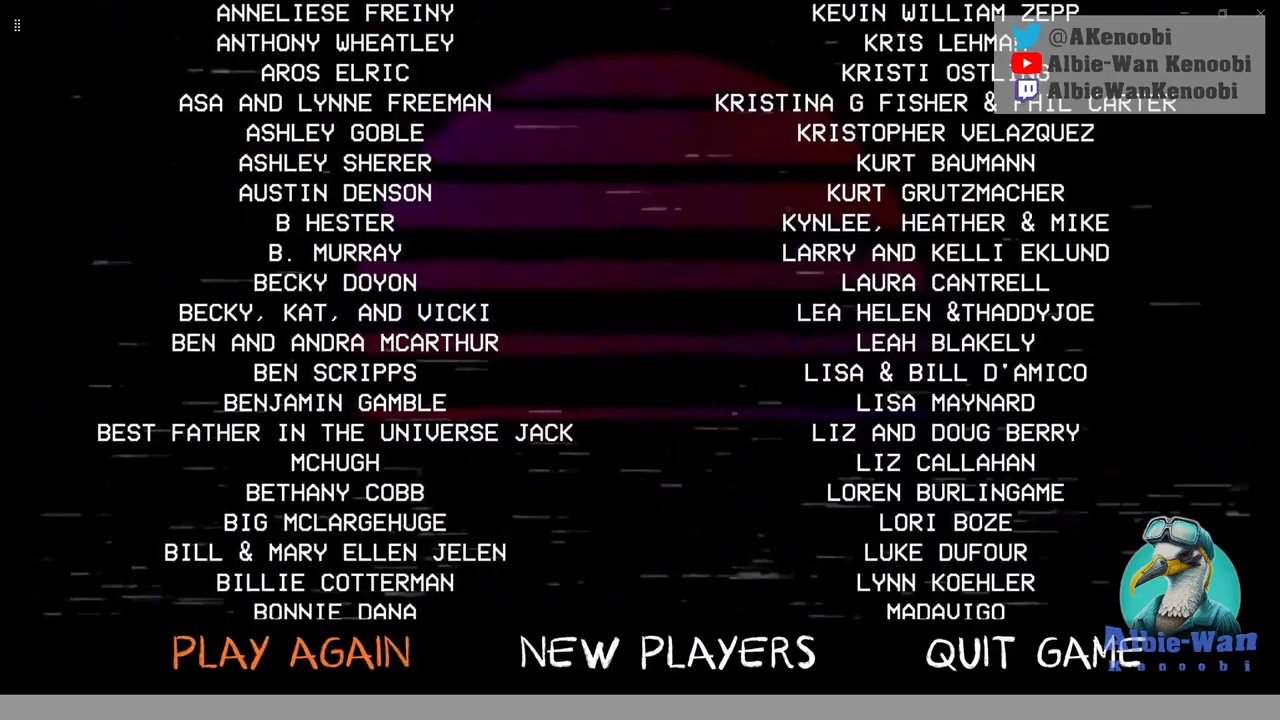 ANNELIESE FREINY
ANTHONY WHEATLEY
AROS ELRIC
ASA AND LYNNE FREEMAN
ASHLEY GOBLE
ASHLEY SHERER
AUSTIN DENSON
B HESTER
B. MURRAY
BECKY DOYON
BECKY, KAT, AND VICKI
BEN AND ANDRA MCARTHUR
BEN SCRIPPS
BENJAMIN GAMBLE
BEST FATHER IN THE UNIVERSE JACK
MCHUGH
BETHANY COBB
BIG MCLARGEHUGE
BILL & MARY ELLEN JELEN
BILLIE COTTERMAN
BONNIE DANA
KEVIN WILLIAM ZEPP
KRIS LEHMAN
KRISTI OSTLING
KRISTINA G FISHER & PHIL CARTER
KRISTOPHER VELAZQUEZ
KURT BAUMANN
KURT GRUTZMACHER
KYNLEE, HEATHER & MIKE
LARRY AND KELLI EKLUND
LAURA CANTRELL
LEA HELEN &THADDYJOE
LEAH BLAKELY
LISA & BILL D'AMICO
LISA MAYNARD
LIZ AND DOUG BERRY
LIZ CALLAHAN
LOREN BURLINGAME
LORI BOZE
LUKE DUFOUR
LYNN KOEHLER
MADAVIGO
@AKenoobi
Albie-Wan Kenoobi
AlbieWanKenoobi
PLAY AGAIN
NEW PLAYERS
QUIT GAME
Albie-Wan
Kenoobi